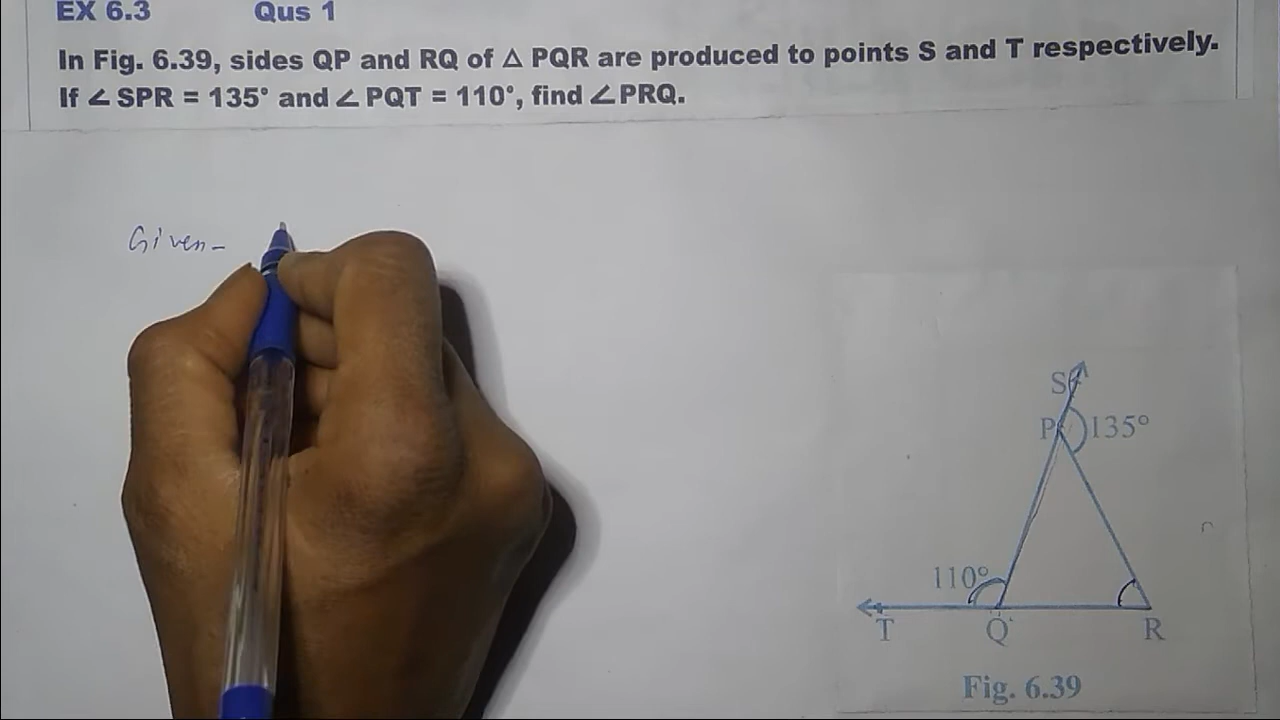 EX 6.3 Qus 1
In Fig. 6.39, sides QP and RQ of △ PQR are produced to points S and T respectively.
If ∠ SPR = 135° and ∠ PQT = 110°, find ∠PRQ.
Given-
S
P 135°
110°
T Q R
Fig. 6.39